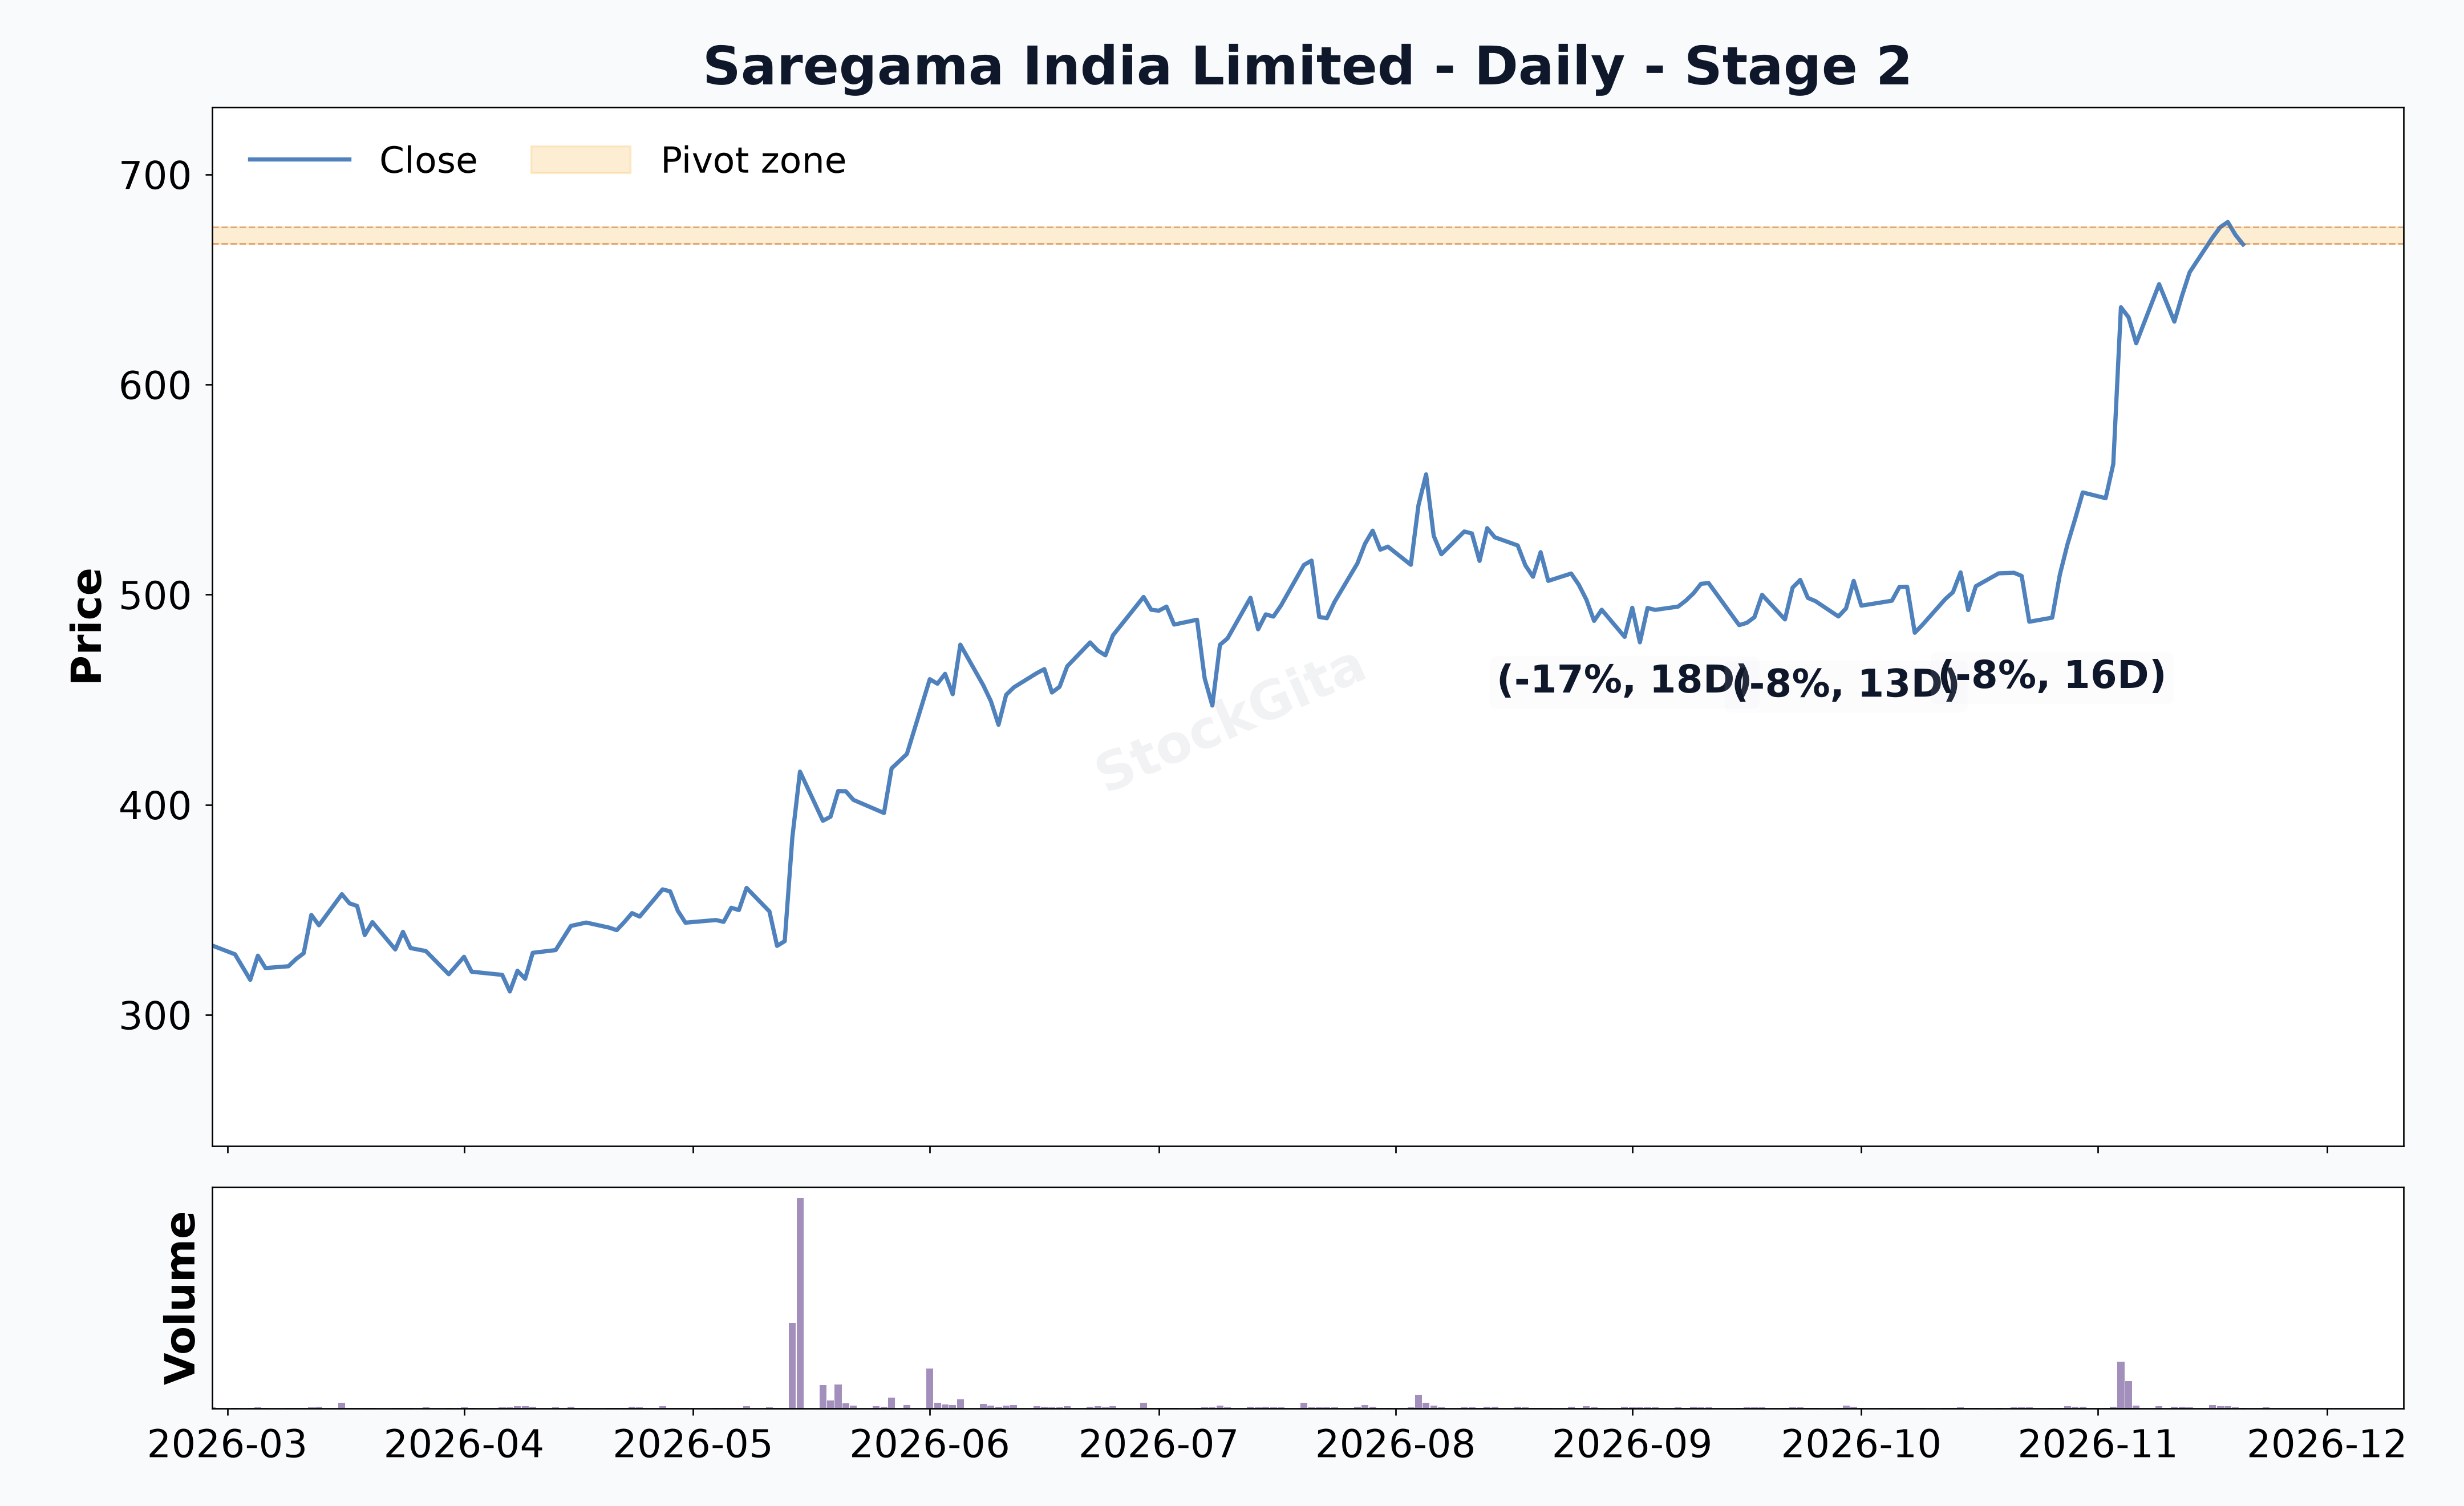 Saregama India Limited - Daily - Stage 2
Close
Pivot zone
700
600
500
400
300
Price
(-17%, 18D)
(-8%, 13D)
(-8%, 16D)
StockGita
Volume
2026-03
2026-04
2026-05
2026-06
2026-07
2026-08
2026-09
2026-10
2026-11
2026-12